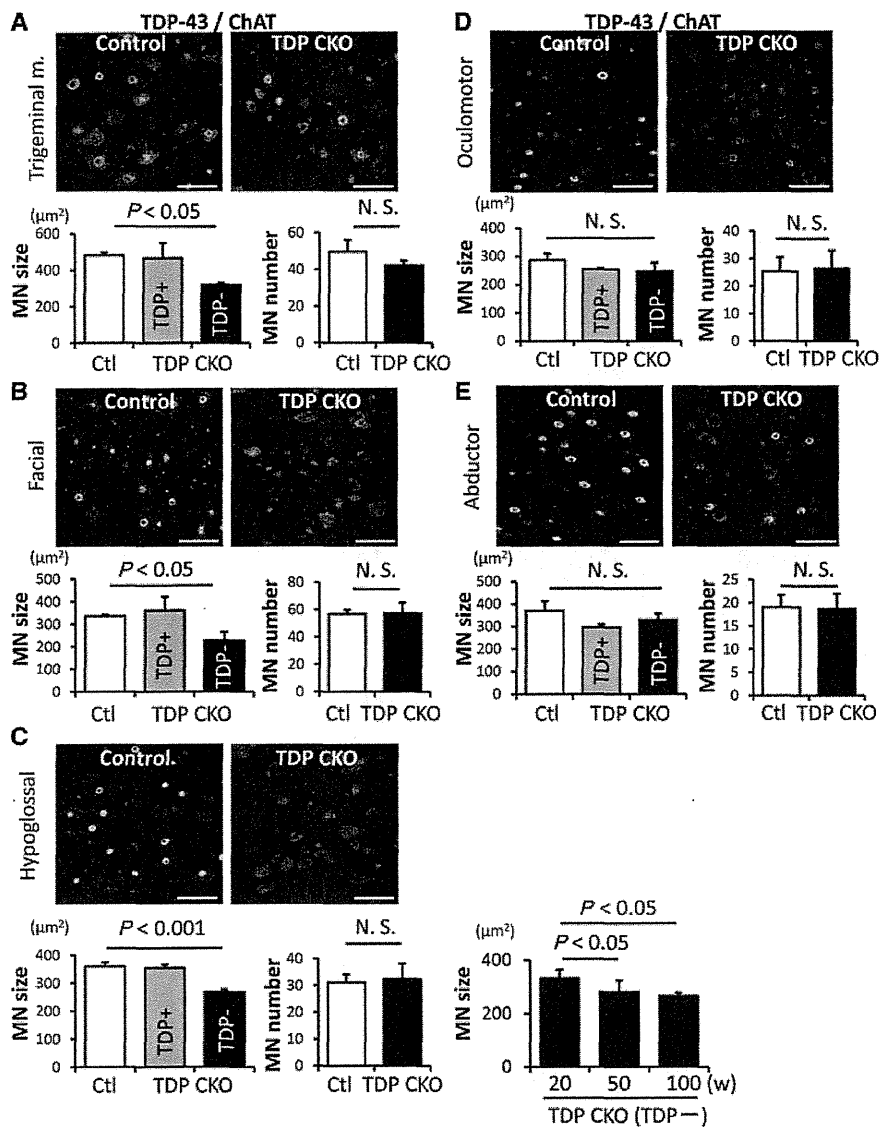 A
TDP-43 / ChAT
Control
TDP CKO
Trigeminal m.
(μm²)
P < 0.05
MN size
600
400
200
0
TDP+
TDP-
Ctl TDP CKO
N. S.
MN number
60
40
20
0
Ctl TDP CKO
B
Control
TDP CKO
Facial
(μm²)
P < 0.05
MN size
500
400
300
200
100
0
TDP+
TDP-
Ctl TDP CKO
N. S.
MN number
80
60
40
20
0
Ctl TDP CKO
C
Control
TDP CKO
Hypoglossal
(μm²)
P < 0.001
MN size
400
300
200
100
0
TDP+
TDP-
Ctl TDP CKO
N. S.
MN number
40
30
20
10
0
Ctl TDP CKO
(μm²)
P < 0.05
P < 0.05
MN size
400
200
0
20 50 100 (w)
TDP CKO (TDP—)
D
TDP-43 / ChAT
Control
TDP CKO
Oculomotor
(μm²)
N. S.
MN size
400
300
200
100
0
TDP+
TDP-
Ctl TDP CKO
N. S.
MN number
40
30
20
10
0
Ctl TDP CKO
E
Control
TDP CKO
Abductor
(μm²)
N. S.
MN size
500
400
300
200
100
0
TDP+
TDP-
Ctl TDP CKO
N. S.
MN number
25
20
15
10
5
0
Ctl TDP CKO